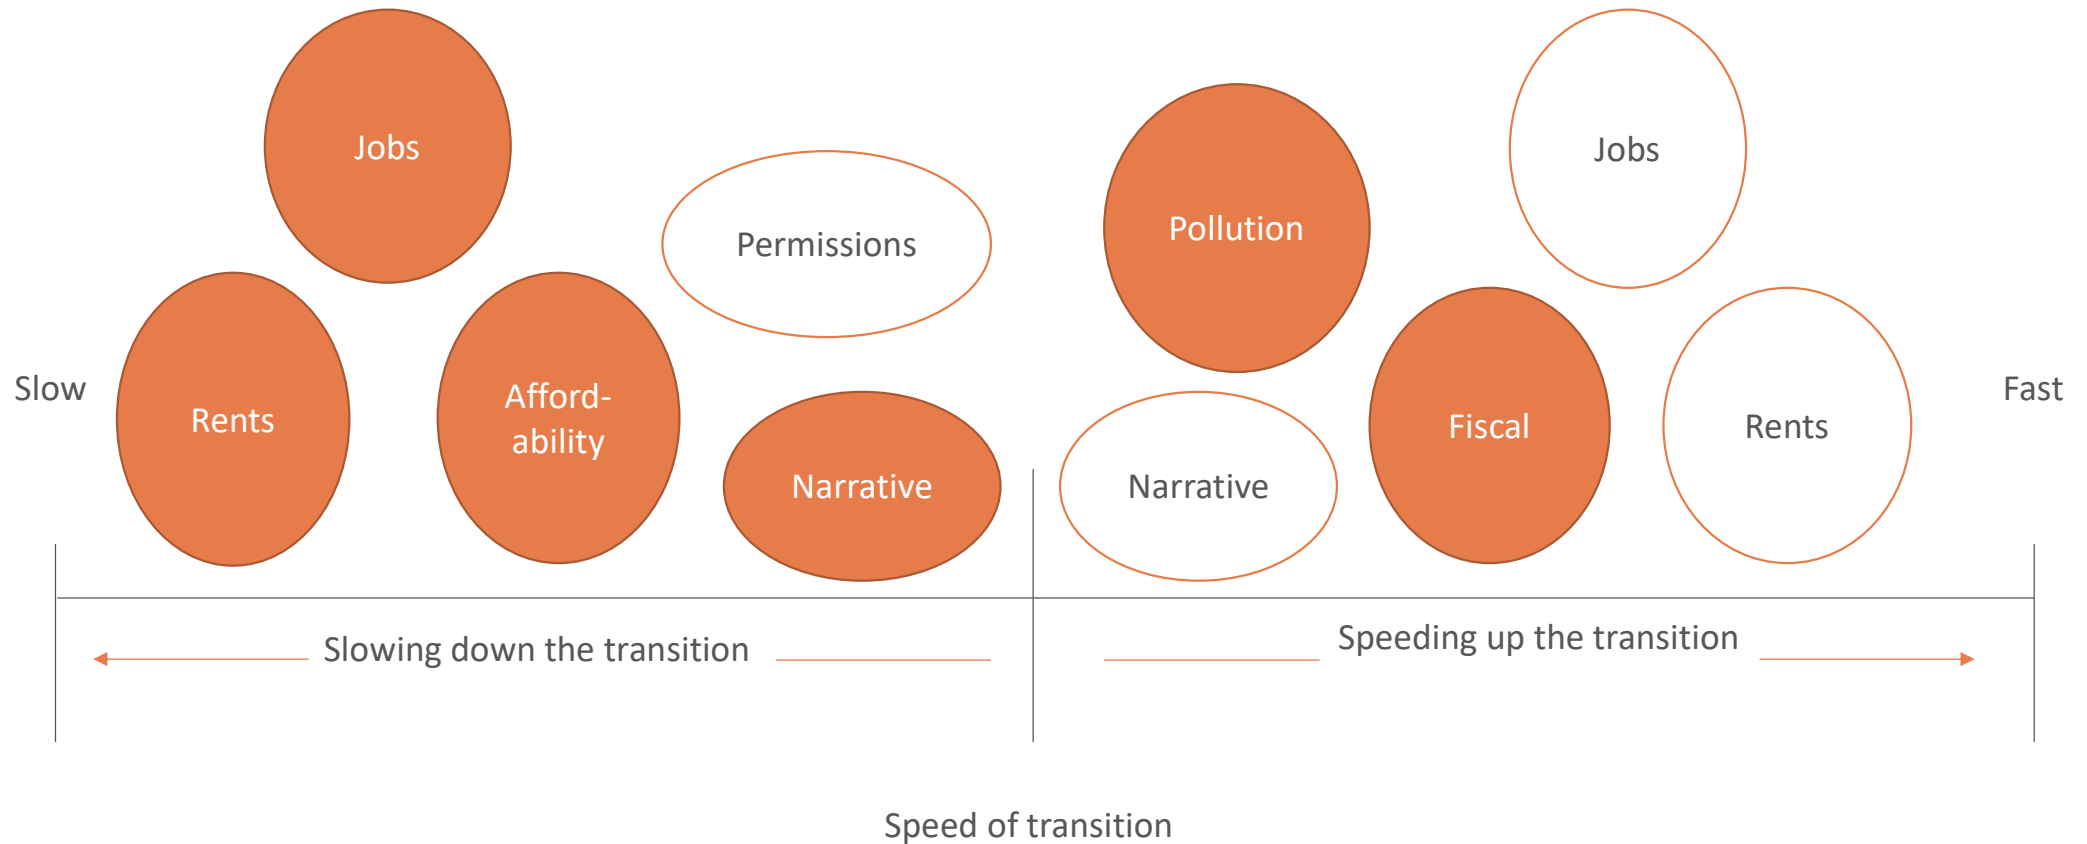 Jobs
Jobs
Permissions
Pollution
Slow
Rents
Afford-
ability
Narrative
Narrative
Fiscal
Rents
Fast
Slowing down the transition
Speeding up the transition
Speed of transition